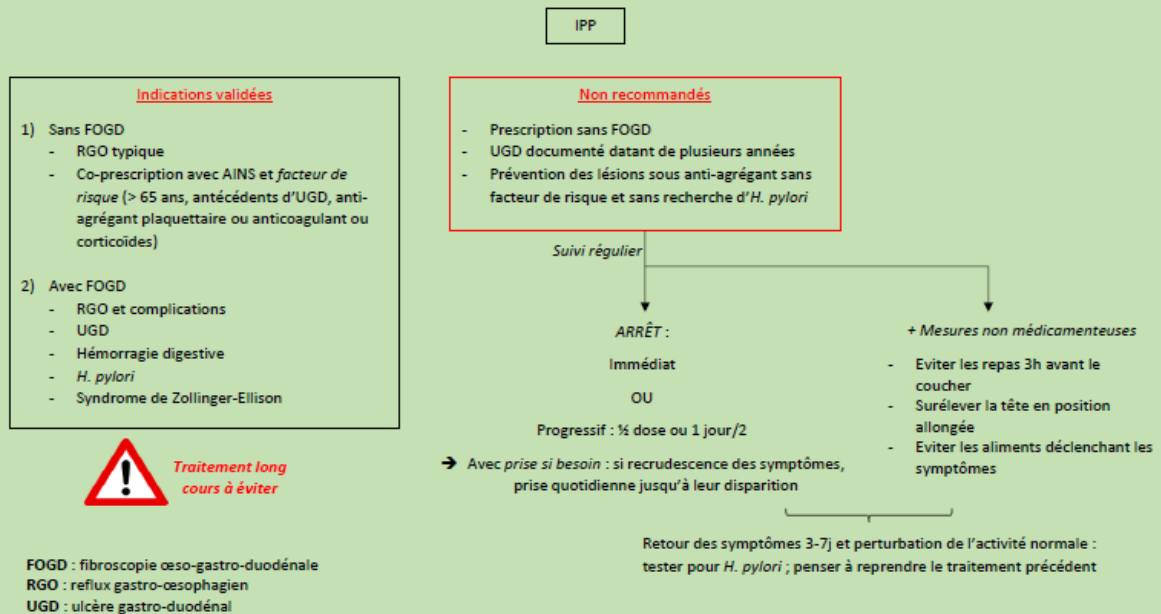 IPP
Indications validées
1) Sans FOGD
- RGO typique
- Co-prescription avec AINS et facteur de
risque (> 65 ans, antécédents d'UGD, anti-
agrégant plaquettaire ou anticoagulant ou
corticoïdes)
2) Avec FOGD
- RGO et complications
- UGD
- Hémorragie digestive
- H. pylori
- Syndrome de Zollinger-Ellison
Traitement long
cours à éviter
FOGD : fibroscopie œso-gastro-duodénale
RGO : reflux gastro-œsophagien
UGD : ulcère gastro-duodénal
Non recommandés
- Prescription sans FOGD
- UGD documenté datant de plusieurs années
- Prévention des lésions sous anti-agrégant sans
facteur de risque et sans recherche d'H. pylori
Suivi régulier
ARRÊT :
Immédiat
OU
Progressif : ½ dose ou 1 jour/2
➔ Avec prise si besoin : si recrudescence des symptômes,
prise quotidienne jusqu'à leur disparition
+ Mesures non médicamenteuses
- Eviter les repas 3h avant le
coucher
- Surélever la tête en position
allongée
- Eviter les aliments déclenchant les
symptômes
Retour des symptômes 3-7j et perturbation de l'activité normale :
tester pour H. pylori ; penser à reprendre le traitement précédent